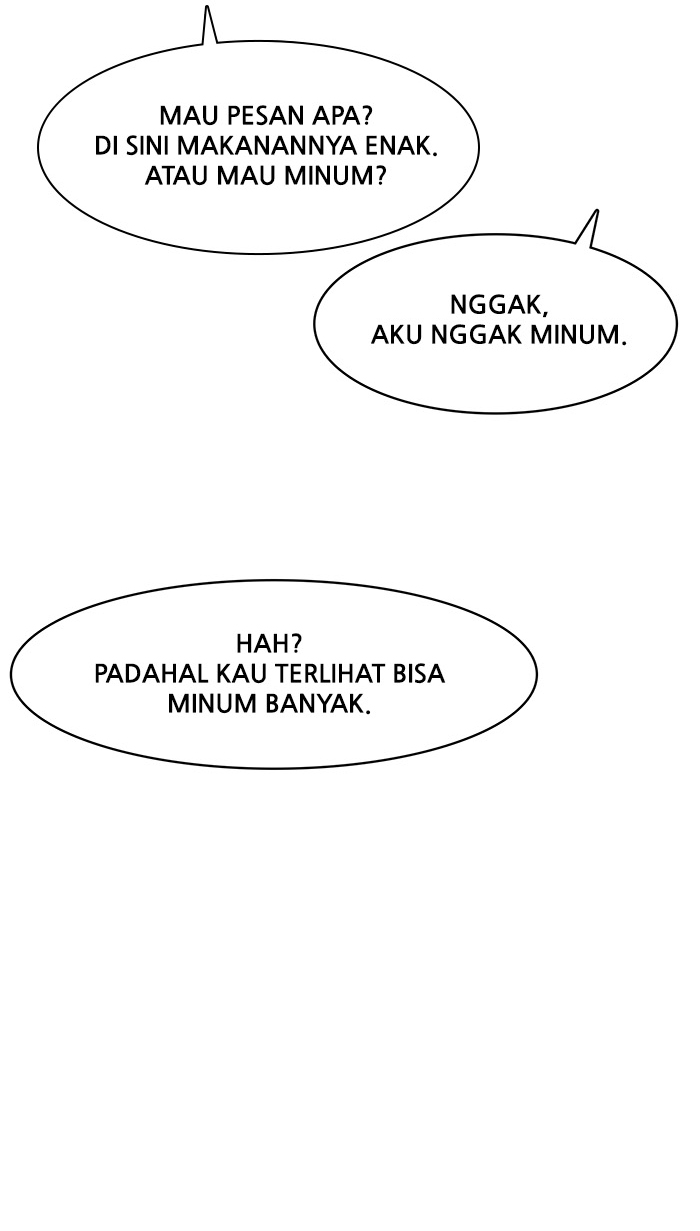 MAU PESAN APA?
DI SINI MAKANANNYA ENAK.
ATAU MAU MINUM?
NGGAK,
AKU NGGAK MINUM.
HAH?
PADAHAL KAU TERLIHAT BISA
MINUM BANYAK.